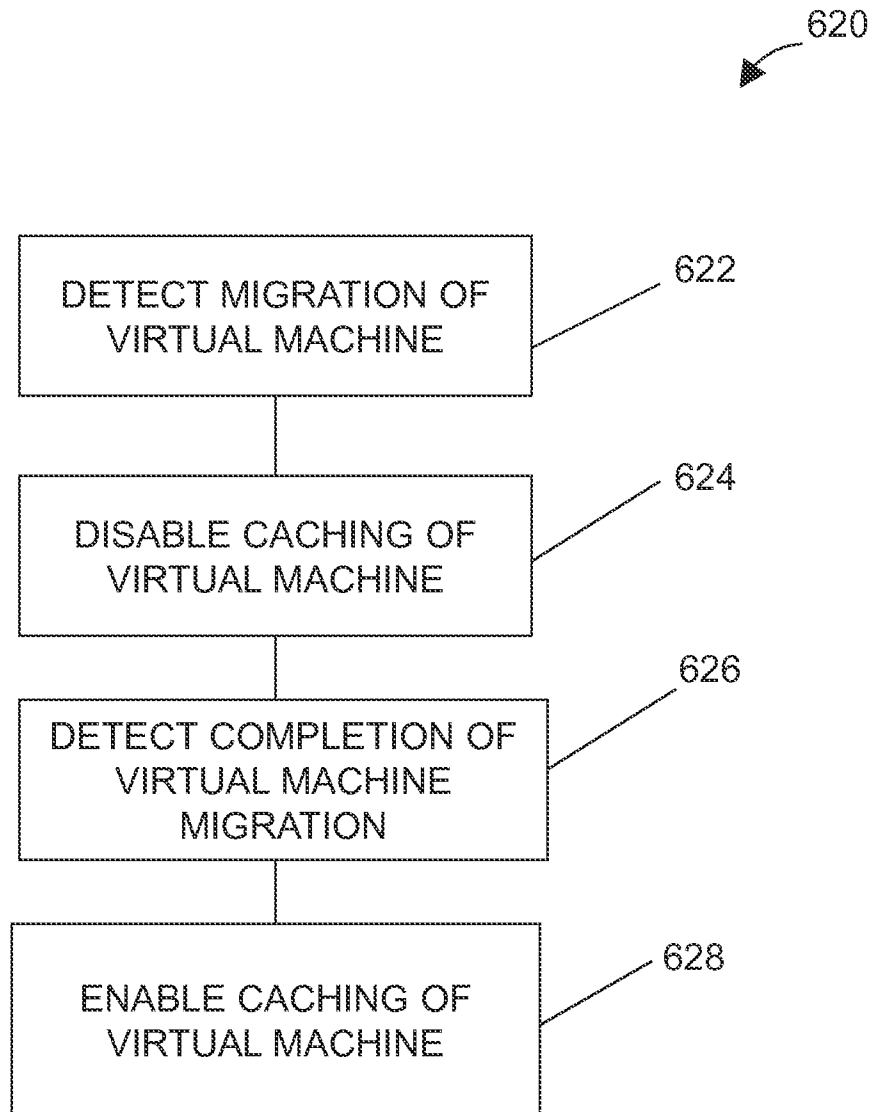 620
DETECT MIGRATION OF
VIRTUAL MACHINE
622
DISABLE CACHING OF
VIRTUAL MACHINE
624
DETECT COMPLETION OF
VIRTUAL MACHINE
MIGRATION
626
ENABLE CACHING OF
VIRTUAL MACHINE
628